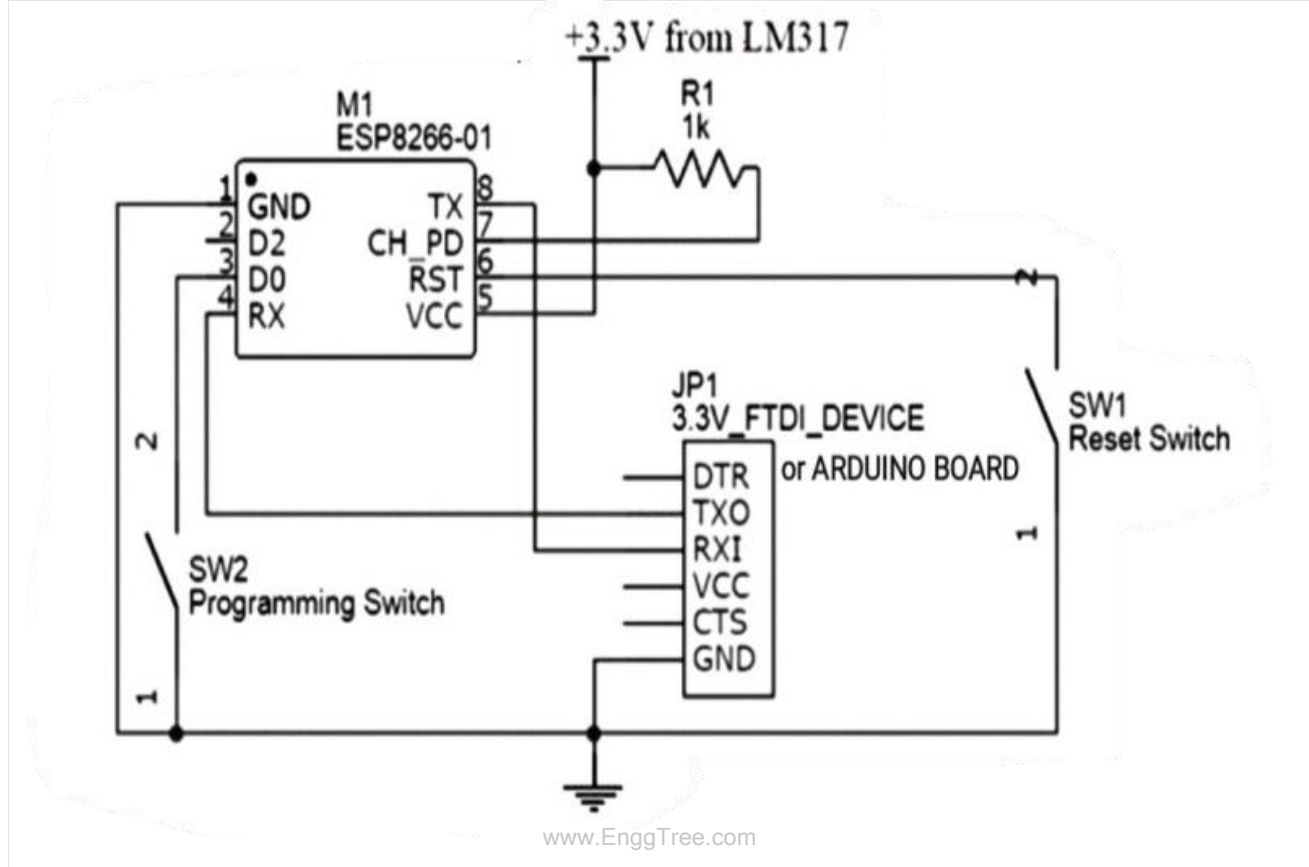 +3.3V from LM317
R1
1k
M1
ESP8266-01
1
GND
2
D2
3
D0
4
RX
TX
8
CH_PD
7
RST
6
VCC
5
2
SW1
Reset Switch
1
JP1
3.3V_FTDI_DEVICE
or ARDUINO BOARD
DTR
TXO
RXI
VCC
CTS
GND
2
SW2
Programming Switch
1
www.EnggTree.com